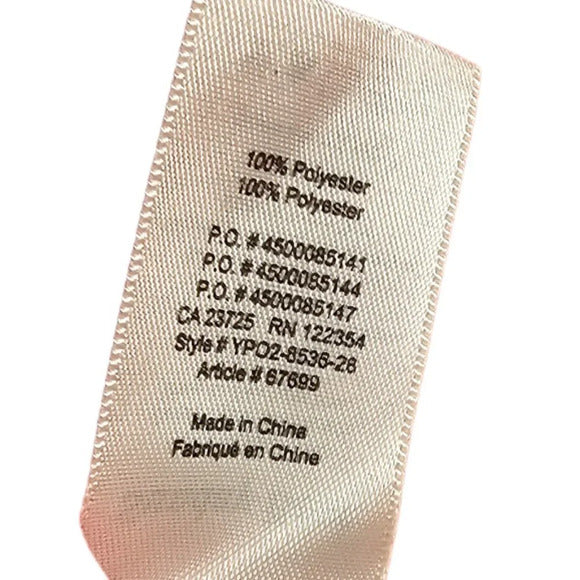 100% Polyester
100% Polyester
P.O. # 4500085141
P.O. # 4500085144
P.O. # 4500085147
CA 23725 RN 122354
Style # YPO2-8536-28
Article # 67699
Made in China
Fabriqué en Chine